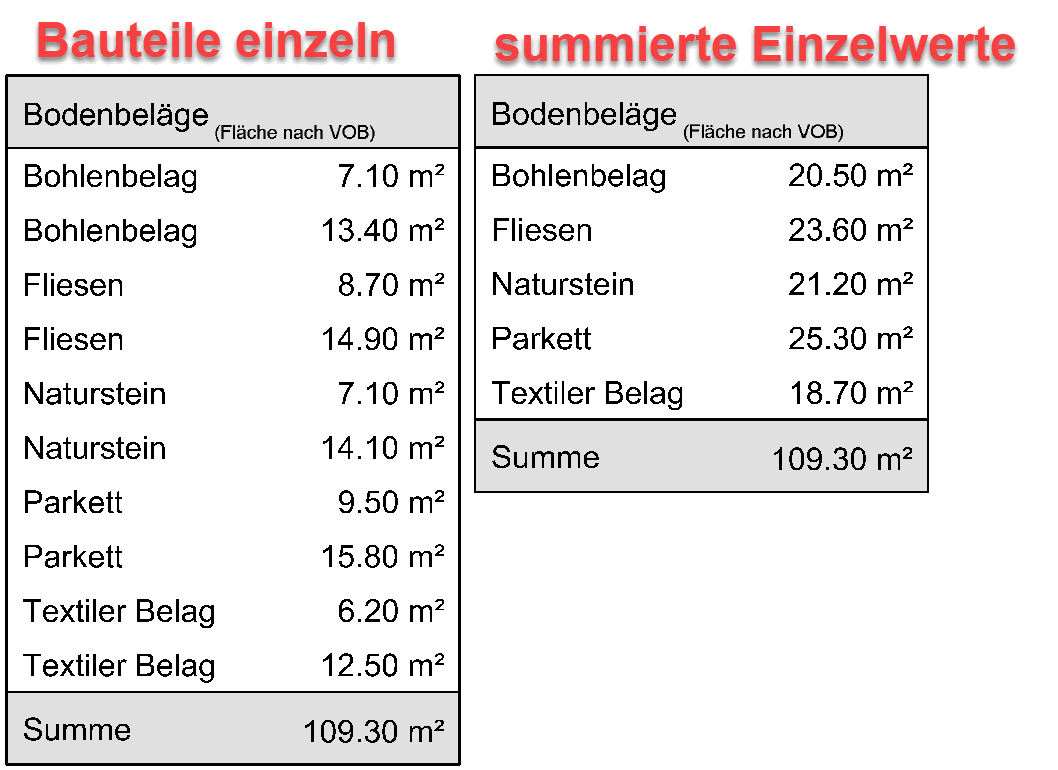 Bauteile einzeln
Bodenbeläge (Fläche nach VOB)
Bohlenbelag 7.10 m²
Bohlenbelag 13.40 m²
Fliesen 8.70 m²
Fliesen 14.90 m²
Naturstein 7.10 m²
Naturstein 14.10 m²
Parkett 9.50 m²
Parkett 15.80 m²
Textiler Belag 6.20 m²
Textiler Belag 12.50 m²
Summe 109.30 m²
summierte Einzelwerte
Bodenbeläge (Fläche nach VOB)
Bohlenbelag 20.50 m²
Fliesen 23.60 m²
Naturstein 21.20 m²
Parkett 25.30 m²
Textiler Belag 18.70 m²
Summe 109.30 m²